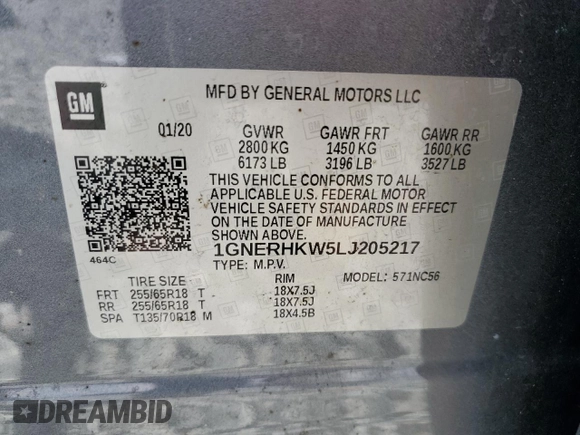 GM
MFD BY GENERAL MOTORS LLC
01/20 GVWR GAWR FRT GAWR RR
2800 KG 1450 KG 1600 KG
6173 LB 3196 LB 3527 LB
THIS VEHICLE CONFORMS TO ALL
APPLICABLE U.S. FEDERAL MOTOR
VEHICLE SAFETY STANDARDS IN EFFECT
ON THE DATE OF MANUFACTURE
SHOWN ABOVE.
464C
1GNERHKW5LJ205217
TYPE: M.P.V. MODEL: 571NC56
TIRE SIZE RIM
FRT 255/65R18 T 18X7.5J
RR 255/65R18 T 18X7.5J
SPA T135/70R18 M 18X4.5B
DREAMBID